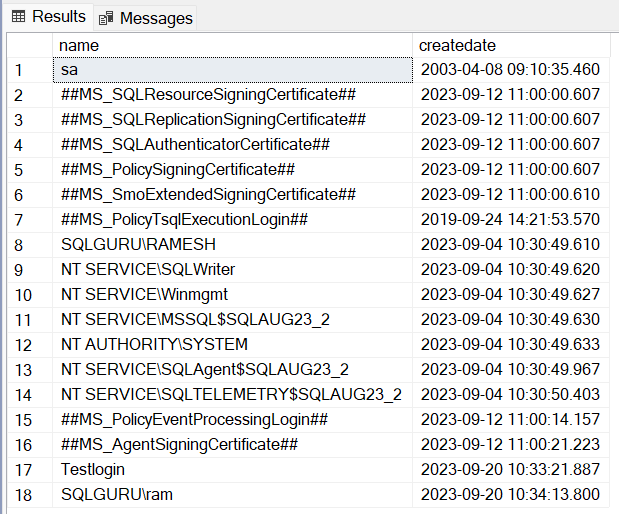 Results Messages
name createdate
1 sa 2003-04-08 09:10:35.460
2 ##MS_SQLResourceSigningCertificate## 2023-09-12 11:00:00.607
3 ##MS_SQLReplicationSigningCertificate## 2023-09-12 11:00:00.607
4 ##MS_SQLAuthenticatorCertificate## 2023-09-12 11:00:00.607
5 ##MS_PolicySigningCertificate## 2023-09-12 11:00:00.607
6 ##MS_SmoExtendedSigningCertificate## 2023-09-12 11:00:00.610
7 ##MS_PolicyTsqlExecutionLogin## 2019-09-24 14:21:53.570
8 SQLGURU\RAMESH 2023-09-04 10:30:49.610
9 NT SERVICE\SQLWriter 2023-09-04 10:30:49.620
10 NT SERVICE\Winmgmt 2023-09-04 10:30:49.627
11 NT SERVICE\MSSQL$SQLAUG23_2 2023-09-04 10:30:49.630
12 NT AUTHORITY\SYSTEM 2023-09-04 10:30:49.633
13 NT SERVICE\SQLAgent$SQLAUG23_2 2023-09-04 10:30:49.967
14 NT SERVICE\SQLTELEMETRY$SQLAUG23_2 2023-09-04 10:30:50.403
15 ##MS_PolicyEventProcessingLogin## 2023-09-12 11:00:14.157
16 ##MS_AgentSigningCertificate## 2023-09-12 11:00:21.223
17 Testlogin 2023-09-20 10:33:21.887
18 SQLGURU\ram 2023-09-20 10:34:13.800